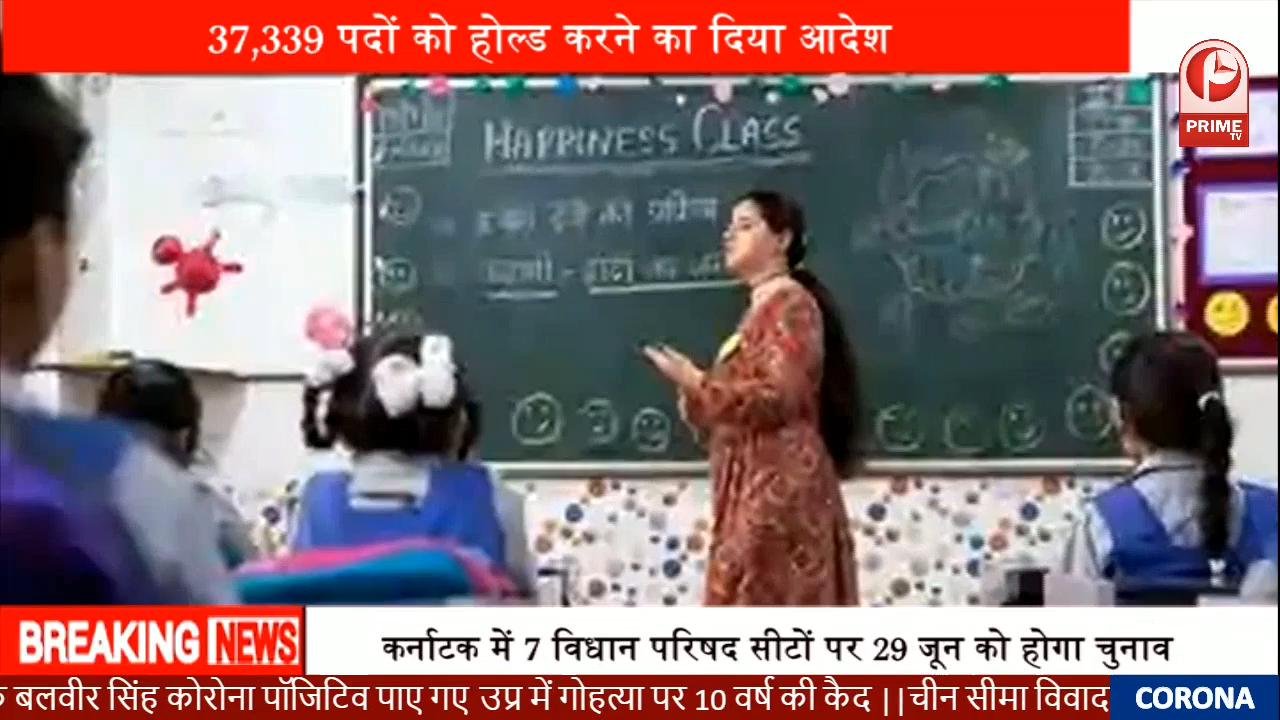 37,339 पदों को होल्ड करने का दिया आदेश
PRIME
TV
HAPPINESS CLASS
BREAKING NEWS
कर्नाटक में 7 विधान परिषद सीटों पर 29 जून को होगा चुनाव
बलवीर सिंह कोरोना पॉजिटिव पाए गए उप्र में गोहत्या पर 10 वर्ष की कैद ||चीन सीमा विवाद
CORONA